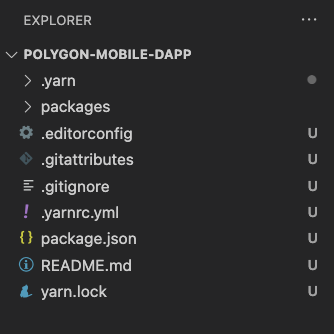 EXPLORER
POLYGON-MOBILE-DAPP
.yarn
packages
.editorconfig U
.gitattributes U
.gitignore U
.yarnrc.yml U
package.json U
README.md U
yarn.lock U